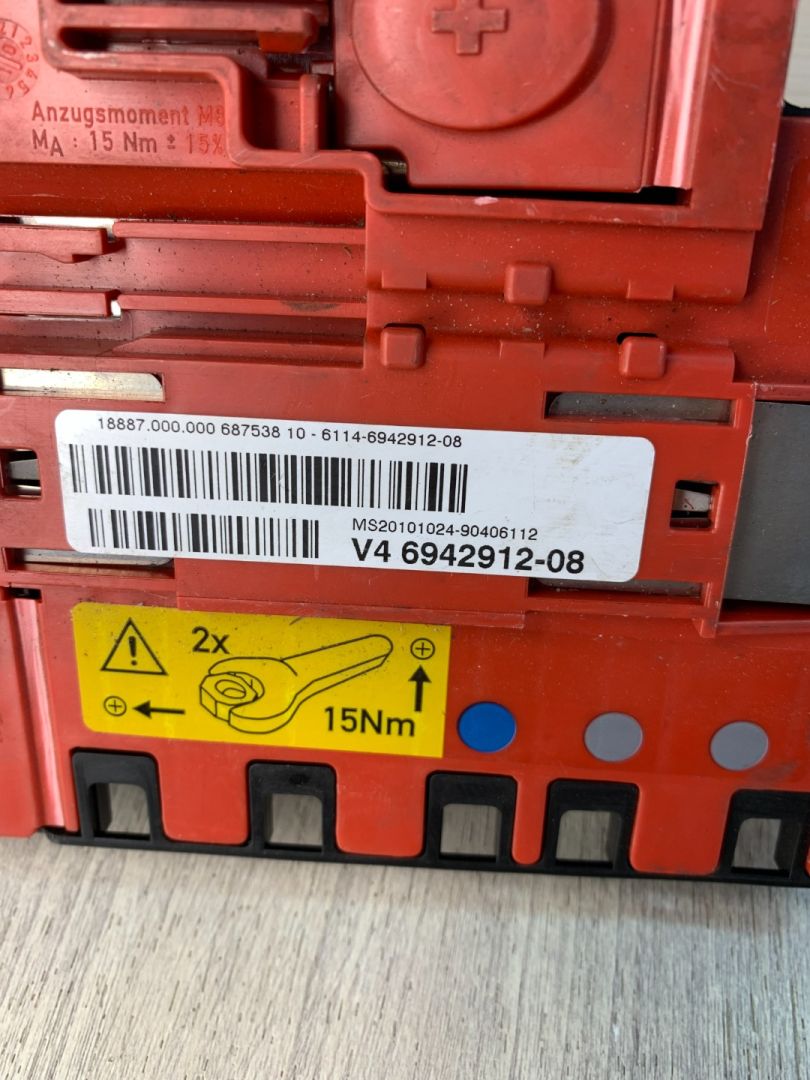 Anzugsmoment M8
MA : 15 Nm ± 15%
18887.000.000 687538 10 - 6114-6942912-08
MS20101024-90406112
V4 6942912-08
2x
15Nm